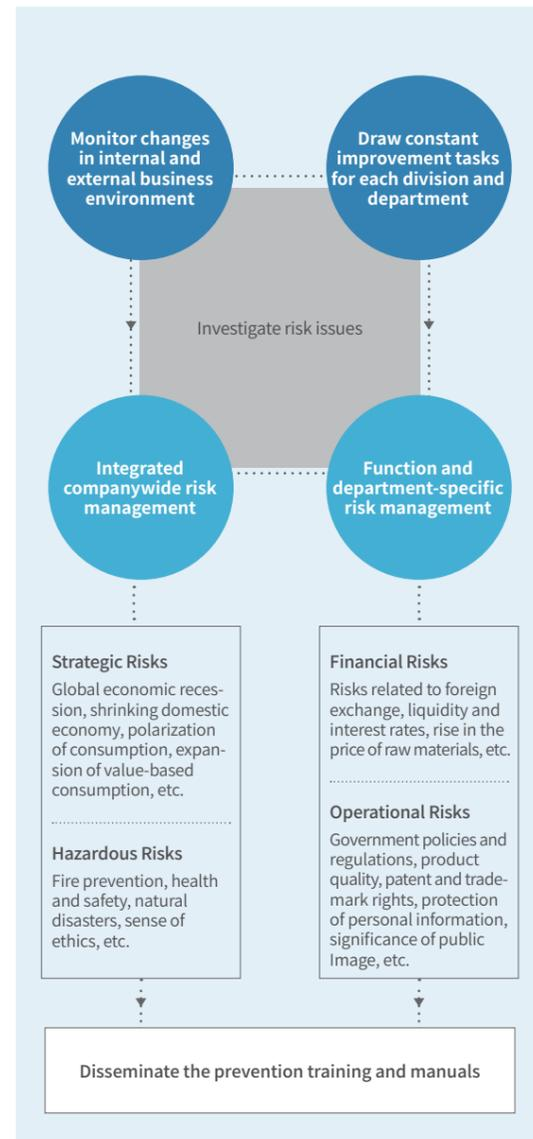 Monitor changes
in internal and
external business
environment
Draw constant
improvement tasks
for each division and
department
Investigate risk issues
Integrated
companywide risk
management
Function and
department-specific
risk management
Strategic Risks
Global economic reces-
sion, shrinking domestic
economy, polarization
of consumption, expan-
sion of value-based
consumption, etc.
Hazardous Risks
Fire prevention, health
and safety, natural
disasters, sense of
ethics, etc.
Financial Risks
Risks related to foreign
exchange, liquidity and
interest rates, rise in the
price of raw materials, etc.
Operational Risks
Government policies and
regulations, product
quality, patent and trade-
mark rights, protection
of personal information,
significance of public
Image, etc.
Disseminate the prevention training and manuals